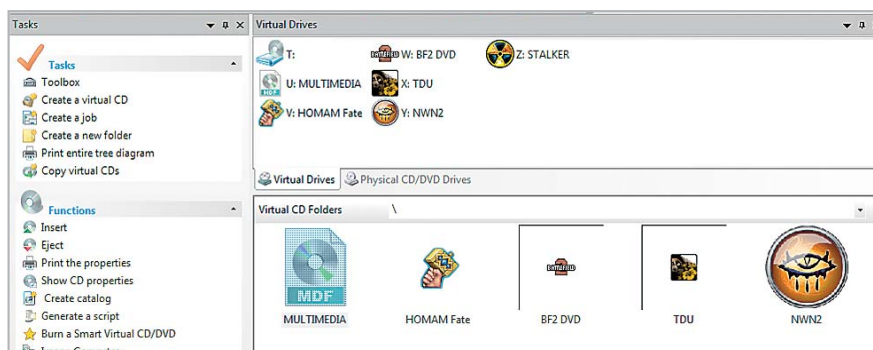 Tasks
Tasks
Toolbox
Create a virtual CD
Create a job
Create a new folder
Print entire tree diagram
Copy virtual CDs
Functions
Insert
Eject
Print the properties
Show CD properties
Create catalog
Generate a script
Burn a Smart Virtual CD/DVD
Virtual Drives
T:
W: BF2 DVD
Z: STALKER
U: MULTIMEDIA
X: TDU
V: HOMAM Fate
Y: NWN2
Virtual Drives
Physical CD/DVD Drives
Virtual CD Folders
\
MDF
MULTIMEDIA
HOMAM Fate
BF2 DVD
TDU
NWN2